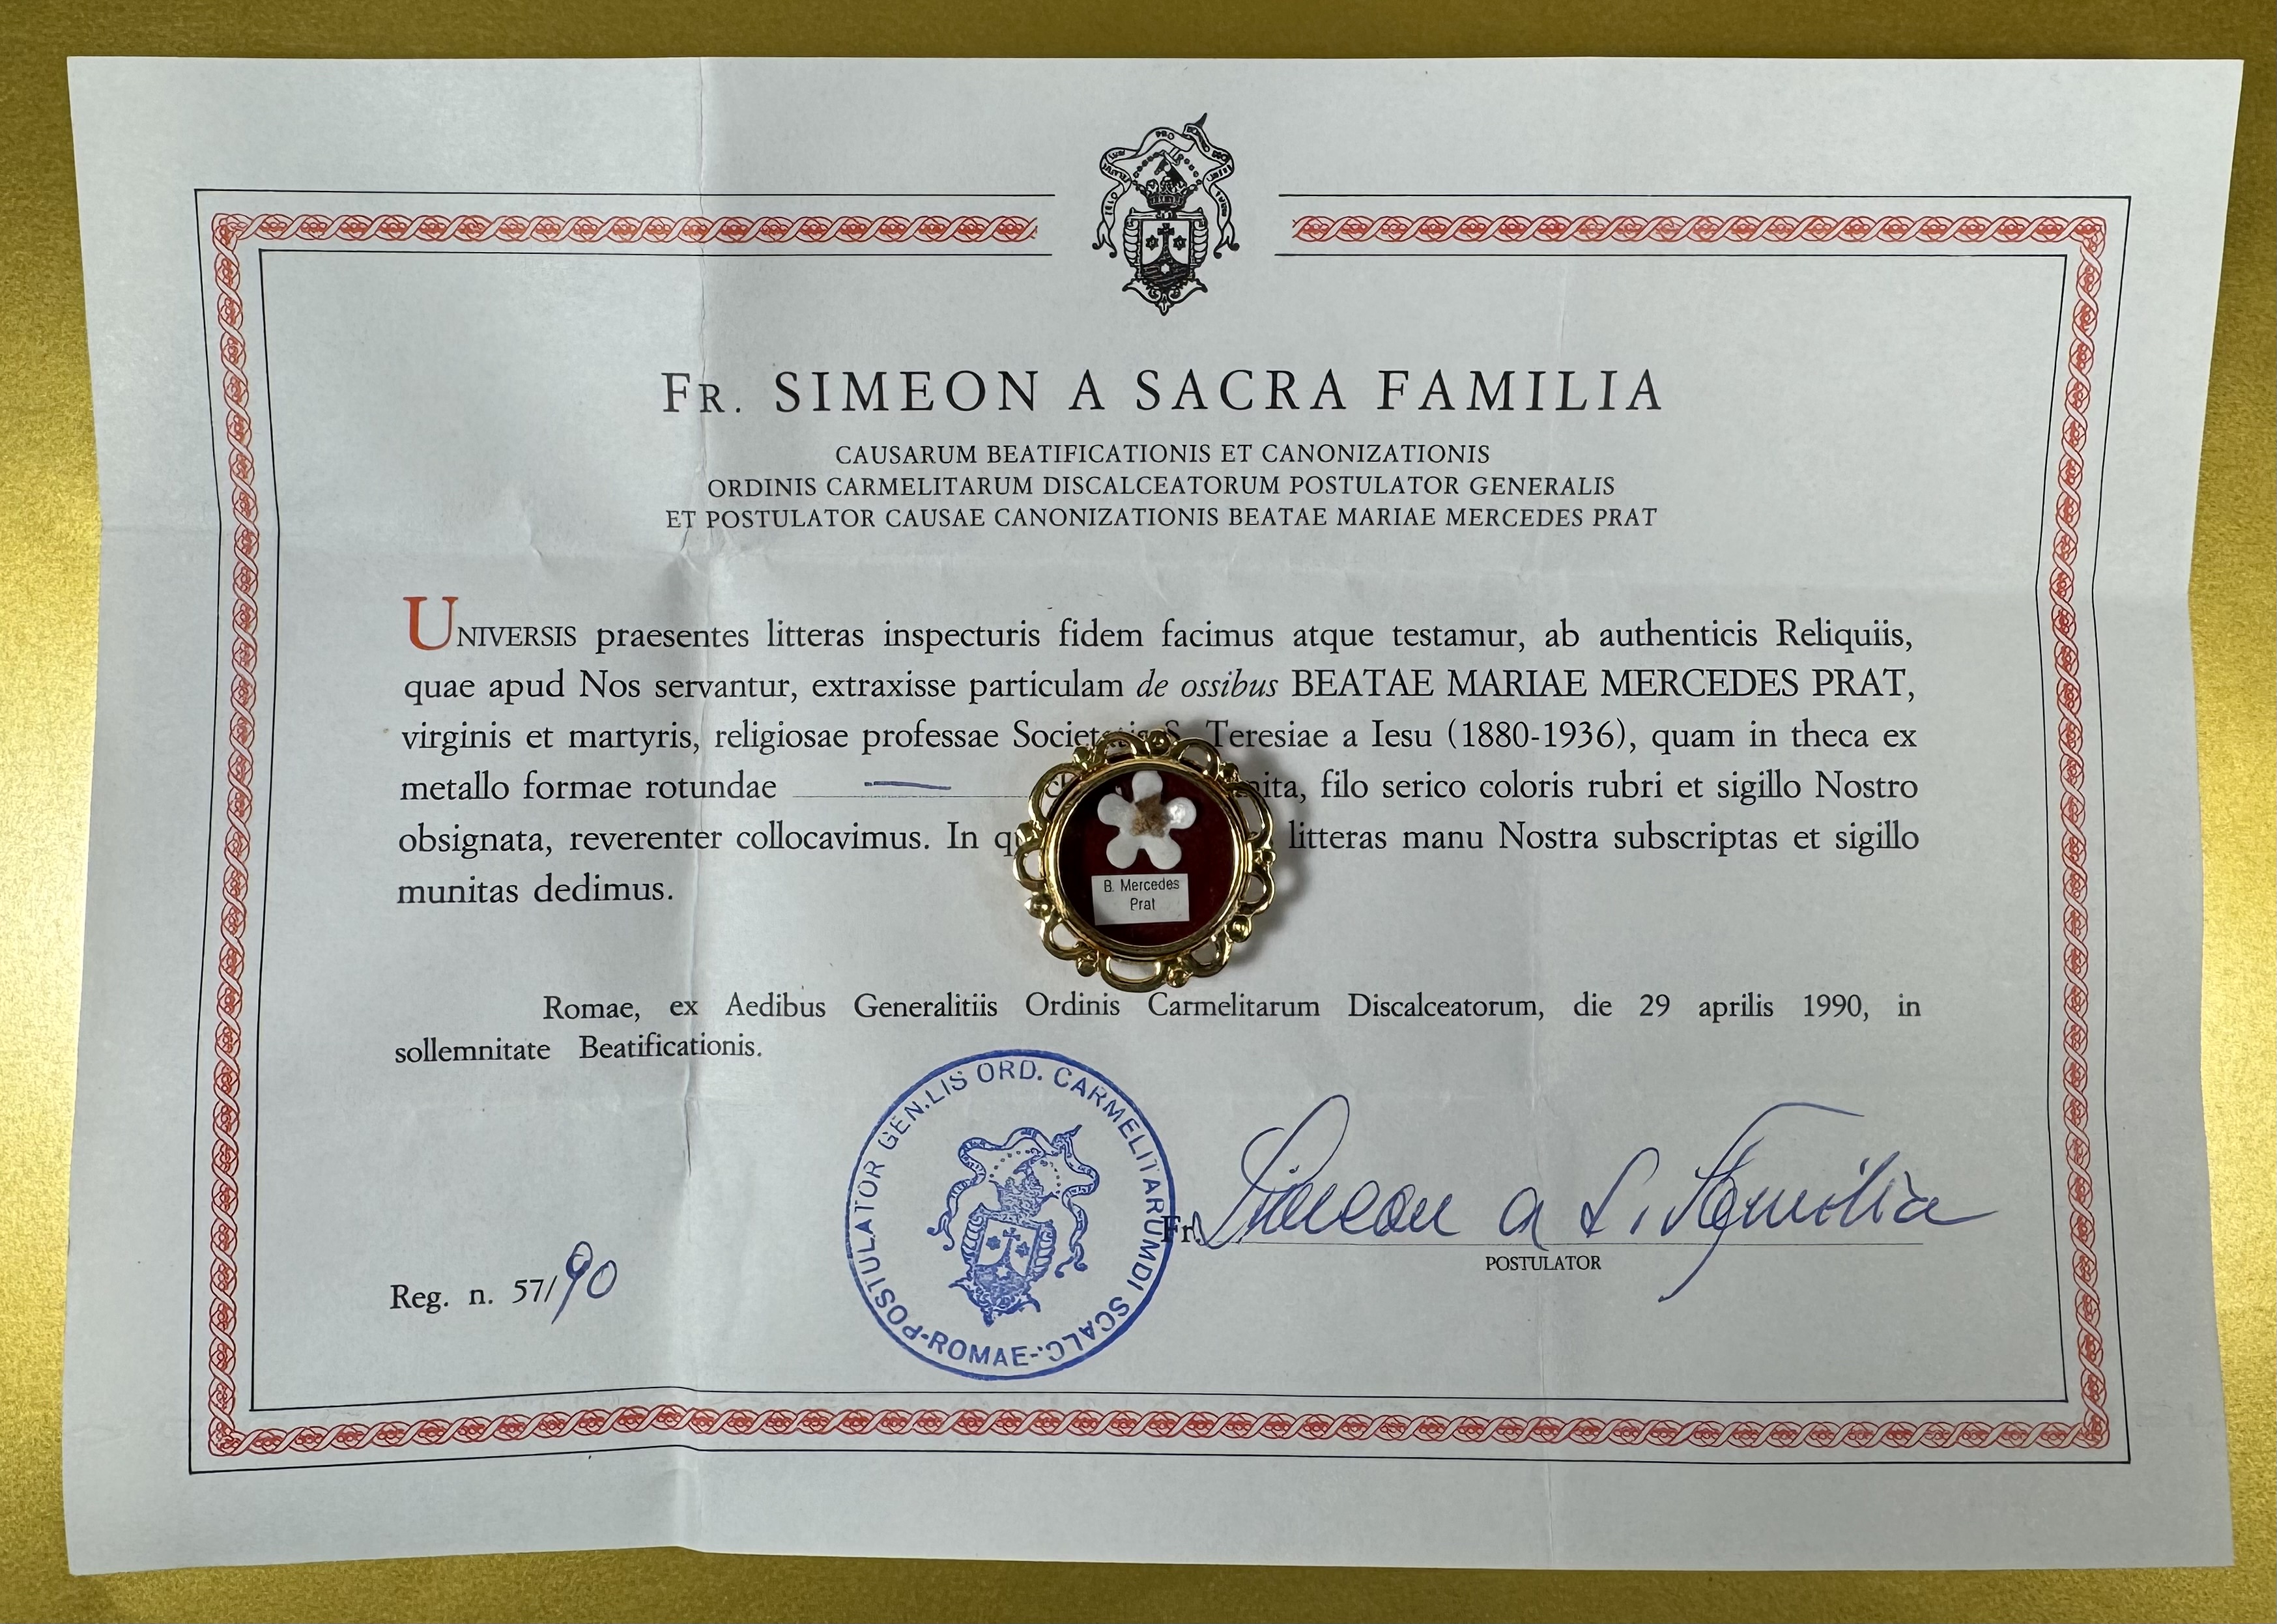 PRO
Fr. SIMEON A SACRA FAMILIA
CAUSARUM BEATIFICATIONIS ET CANONIZATIONIS
ORDINIS CARMELITARUM DISCALCEATORUM POSTULATOR GENERALIS
ET POSTULATOR CAUSAE CANONIZATIONIS BEATAE MARIAE MERCEDES PRAT
UNIVERSIS praesentes litteras inspecturis fidem facimus atque testamur, ab authenticis Reliquiis,
quae apud Nos servantur, extraxisse particulam de ossibus BEATAE MARIAE MERCEDES PRAT,
virginis et martyris, religiosae professae Societatis S. Teresiae a Iesu (1880-1936), quam in theca ex
metallo formae rotundae — filo serico coloris rubri et sigillo Nostro
obsignata, reverenter collocavimus. In litteras manu Nostra subscriptas et sigillo
munitas dedimus.
B. Mercedes
Prat
Romae, ex Aedibus Generalitiis Ordinis Carmelitarum Discalceatorum, die 29 aprilis 1990, in
sollemnitate Beatificationis.
POSTULATOR GEN.LIS ORD. CARMELITARUM DISCALC.
-ROMAE-
Fr. Simeon a S. Familia
POSTULATOR
Reg. n. 57/90